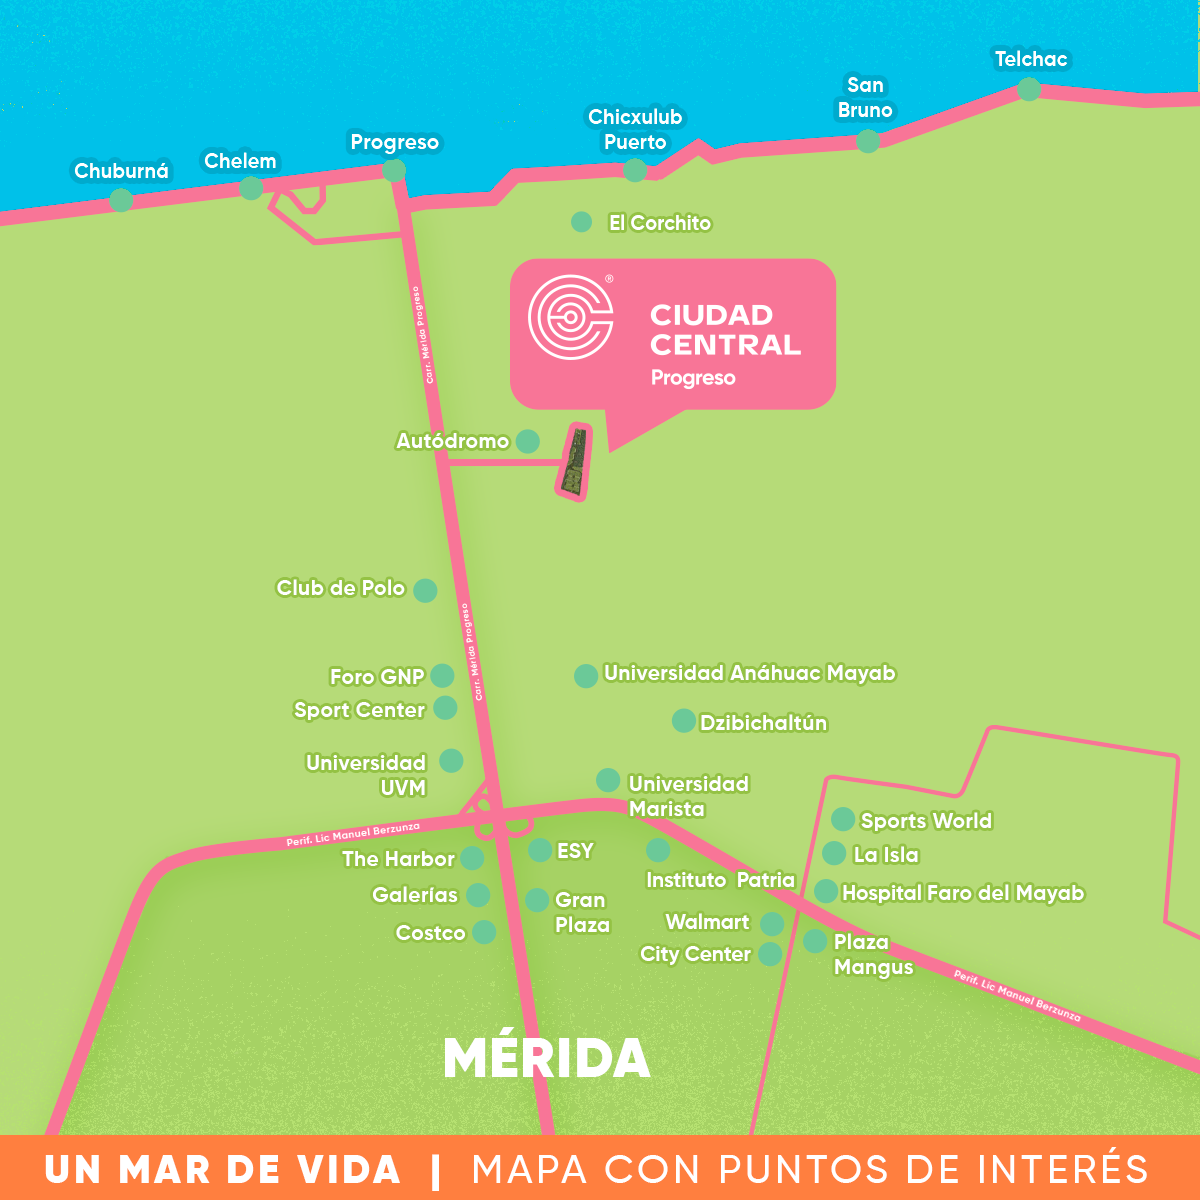 Telchac
San
Bruno
Chicxulub
Puerto
Progreso
Chelem
Chuburná
El Corchito
®
CIUDAD
CENTRAL
Progreso
Carr. Mérida Progreso
Autódromo
Club de Polo
Carr. Mérida Progreso
Foro GNP
Universidad Anáhuac Mayab
Sport Center
Dzibichaltún
Universidad
UVM
Universidad
Marista
Sports World
Perif. Lic Manuel Berzunza
The Harbor
ESY
La Isla
Instituto Patria
Galerías
Gran
Plaza
Hospital Faro del Mayab
Costco
Walmart
City Center
Plaza
Mangus
Perif. Lic Manuel Berzunza
MÉRIDA
UN MAR DE VIDA | MAPA CON PUNTOS DE INTERÉS